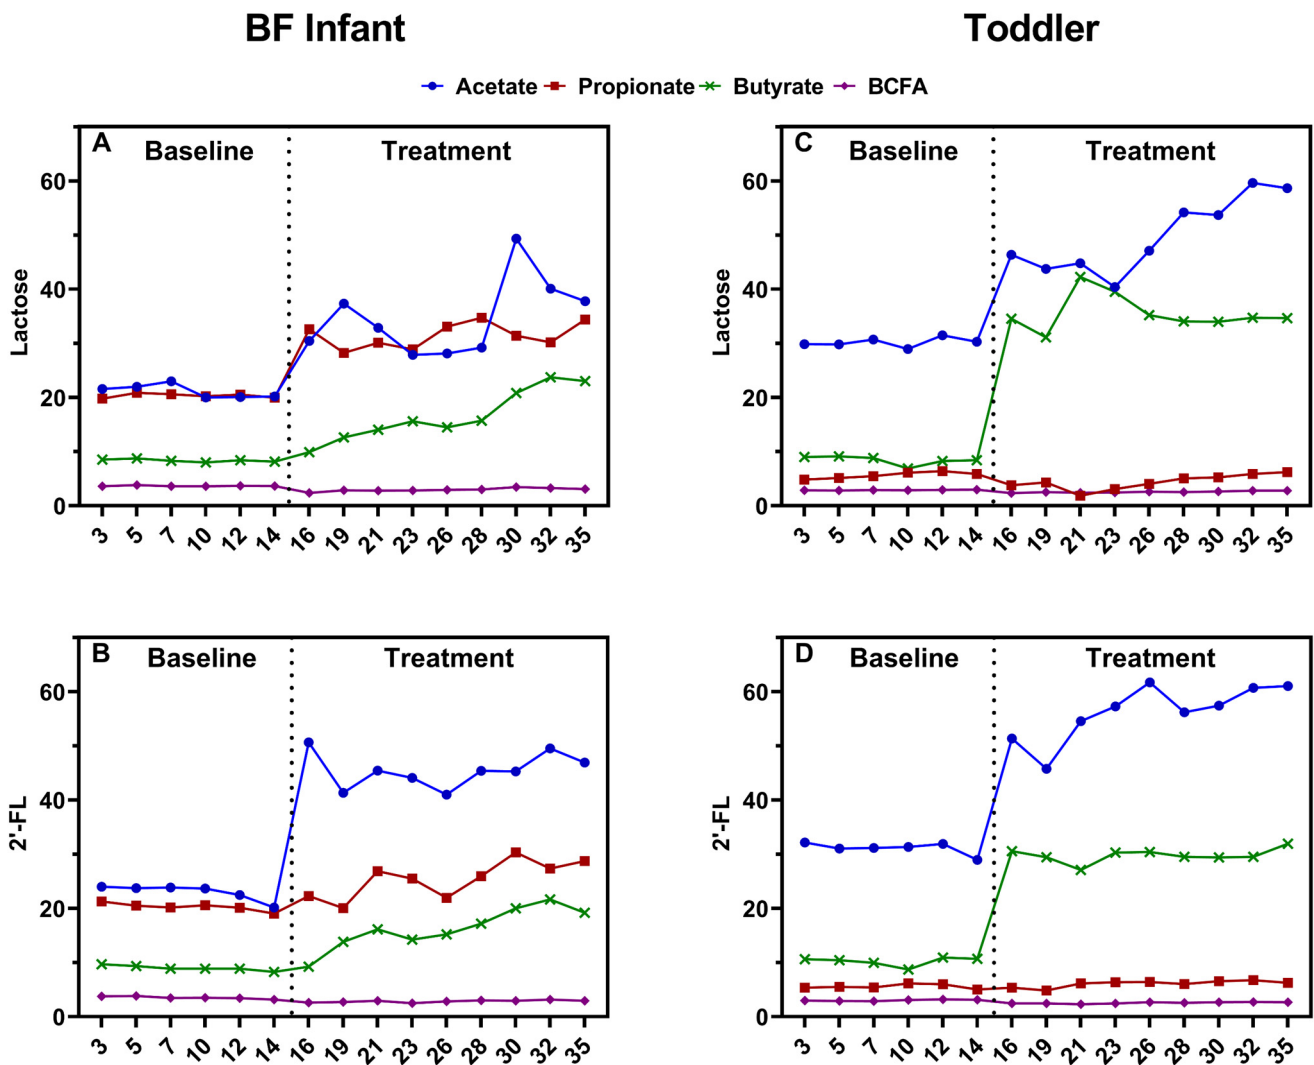 BF Infant Toddler
Acetate Propionate Butyrate BCFA
A Baseline Treatment
Lactose
60
40
20
0
3 5 7 10 12 14 16 19 21 23 26 28 30 32 35
C Baseline Treatment
Lactose
60
40
20
0
3 5 7 10 12 14 16 19 21 23 26 28 30 32 35
B Baseline Treatment
2'-FL
60
40
20
0
3 5 7 10 12 14 16 19 21 23 26 28 30 32 35
D Baseline Treatment
2'-FL
60
40
20
0
3 5 7 10 12 14 16 19 21 23 26 28 30 32 35